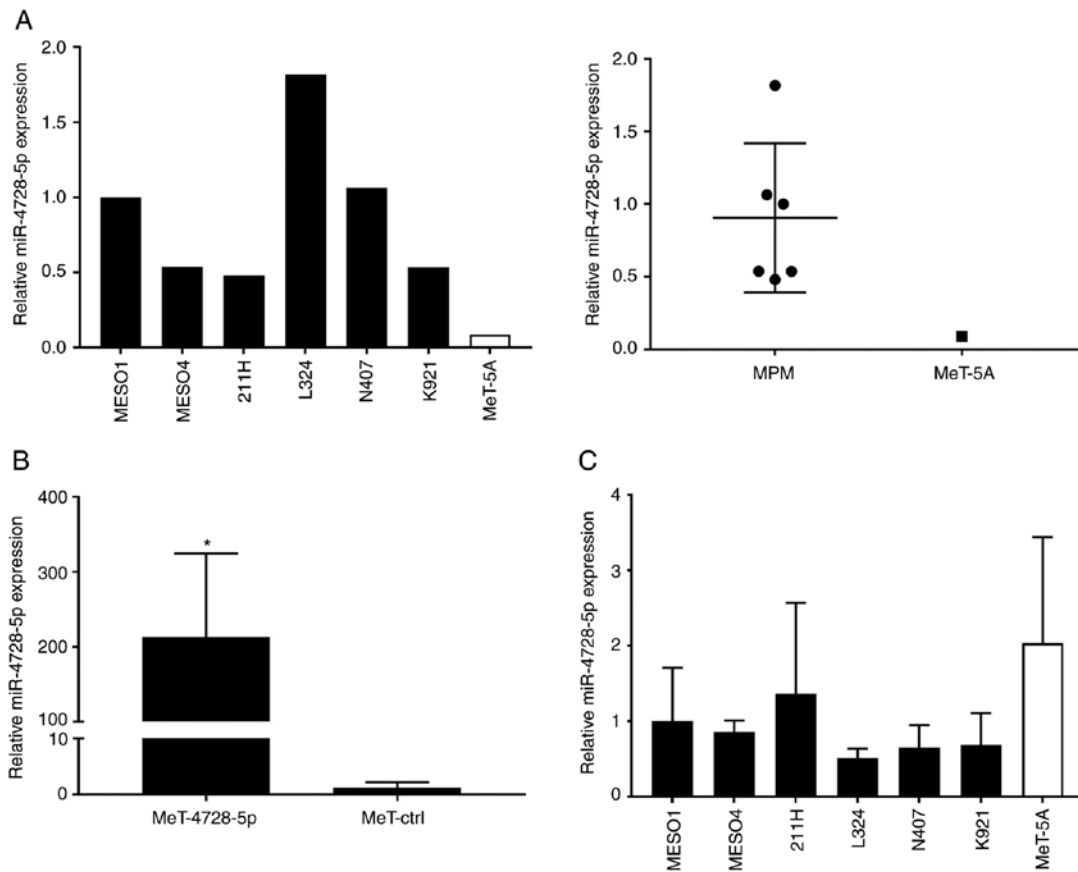 A
Relative miR-4728-5p expression
2.0
1.5
1.0
0.5
0.0
MESO1
MESO4
211H
L324
N407
K921
MeT-5A
Relative miR-4728-5p expression
2.0
1.5
1.0
0.5
0.0
MPM
MeT-5A
B
Relative miR-4728-5p expression
400
300
200
100
10
0
*
MeT-4728-5p
MeT-ctrl
C
Relative miR-4728-5p expression
4
3
2
1
0
MESO1
MESO4
211H
L324
N407
K921
MeT-5A